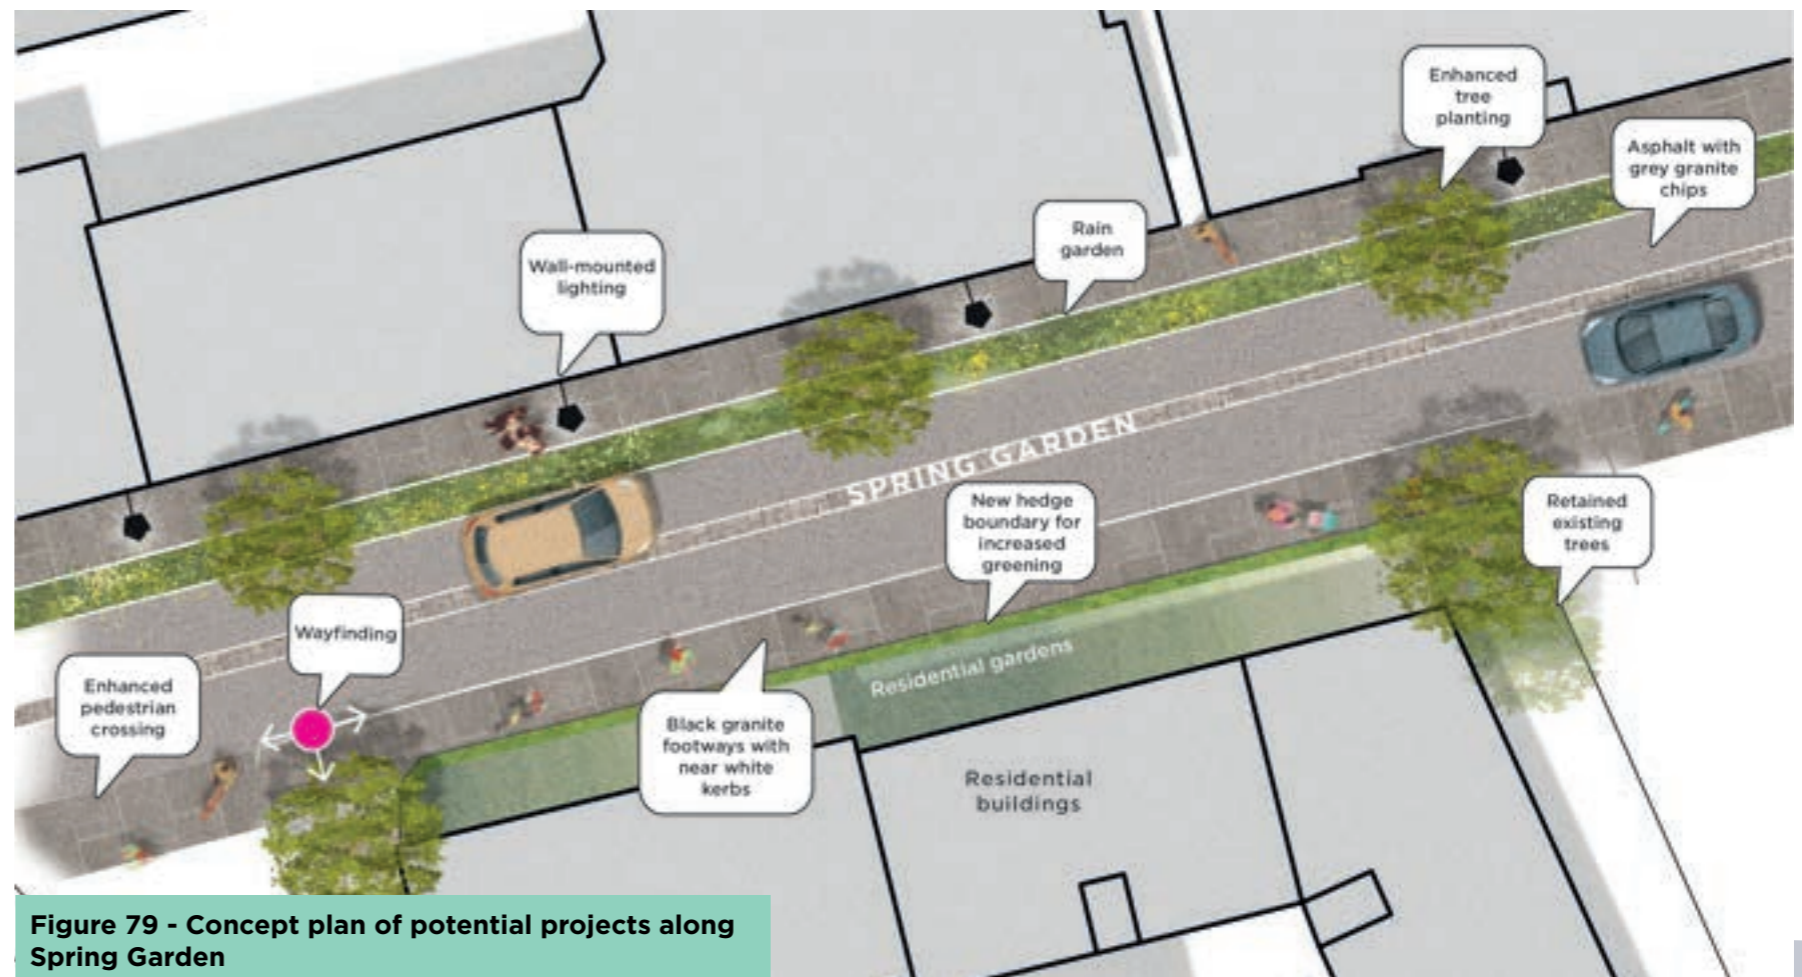 Enhanced
tree
planting
Asphalt with
grey granite
chips
Rain
garden
Wall-mounted
lighting
SPRING GARDEN
New hedge
boundary for
increased
greening
Retained
existing
trees
Wayfinding
Enhanced
pedestrian
crossing
Residential gardens
Black granite
footways with
near white
kerbs
Residential
buildings
Figure 79 - Concept plan of potential projects along
Spring Garden